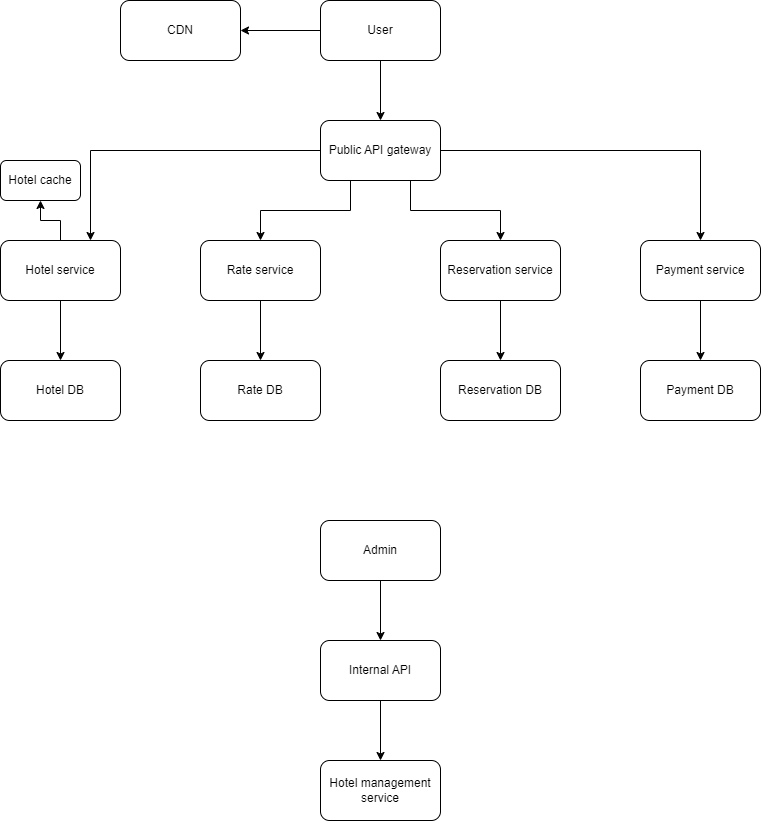 CDN
User
Public API gateway
Hotel cache
Hotel service
Rate service
Reservation service
Payment service
Hotel DB
Rate DB
Reservation DB
Payment DB
Admin
Internal API
Hotel management
service